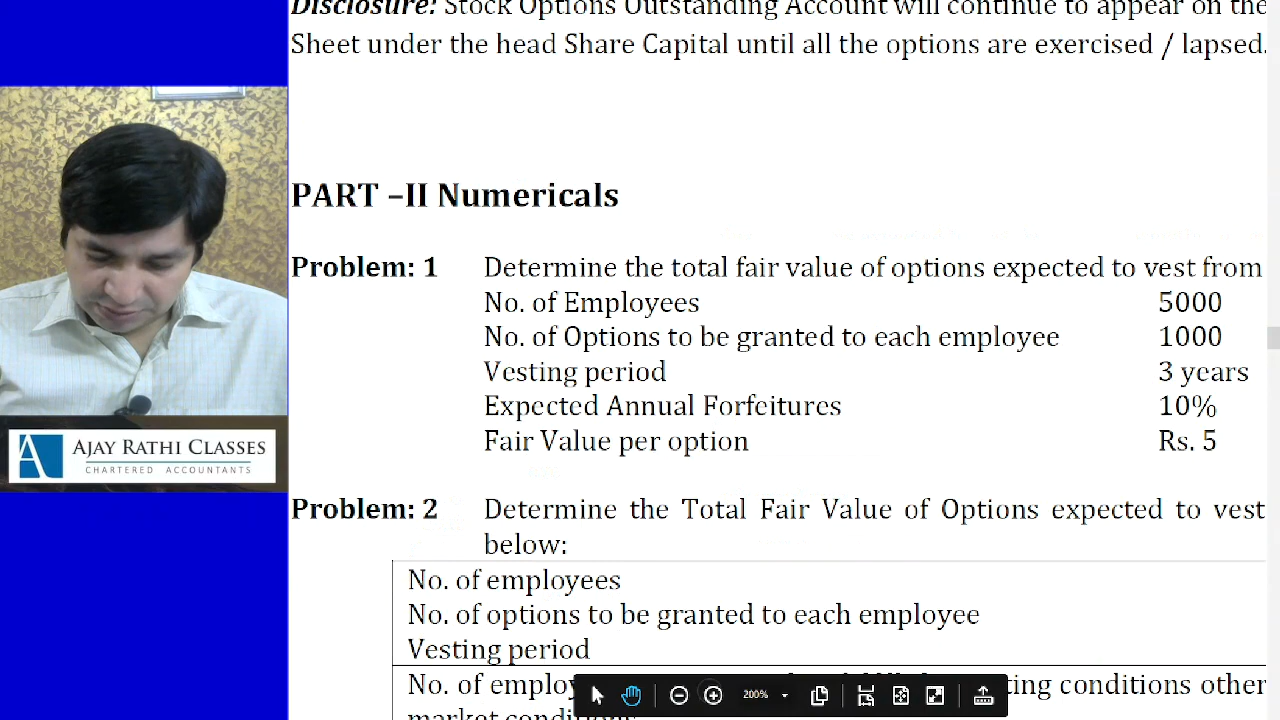 Disclosure: Stock Options Outstanding Account will continue to appear on the
Sheet under the head Share Capital until all the options are exercised / lapsed.
PART –II Numericals
Problem: 1 Determine the total fair value of options expected to vest from
No. of Employees 5000
No. of Options to be granted to each employee 1000
Vesting period 3 years
Expected Annual Forfeitures 10%
Fair Value per option Rs. 5
AJAY RATHI CLASSES
CHARTERED ACCOUNTANTS
Problem: 2 Determine the Total Fair Value of Options expected to vest
below:
No. of employees
No. of options to be granted to each employee
Vesting period
No. of conditions other
market
200%